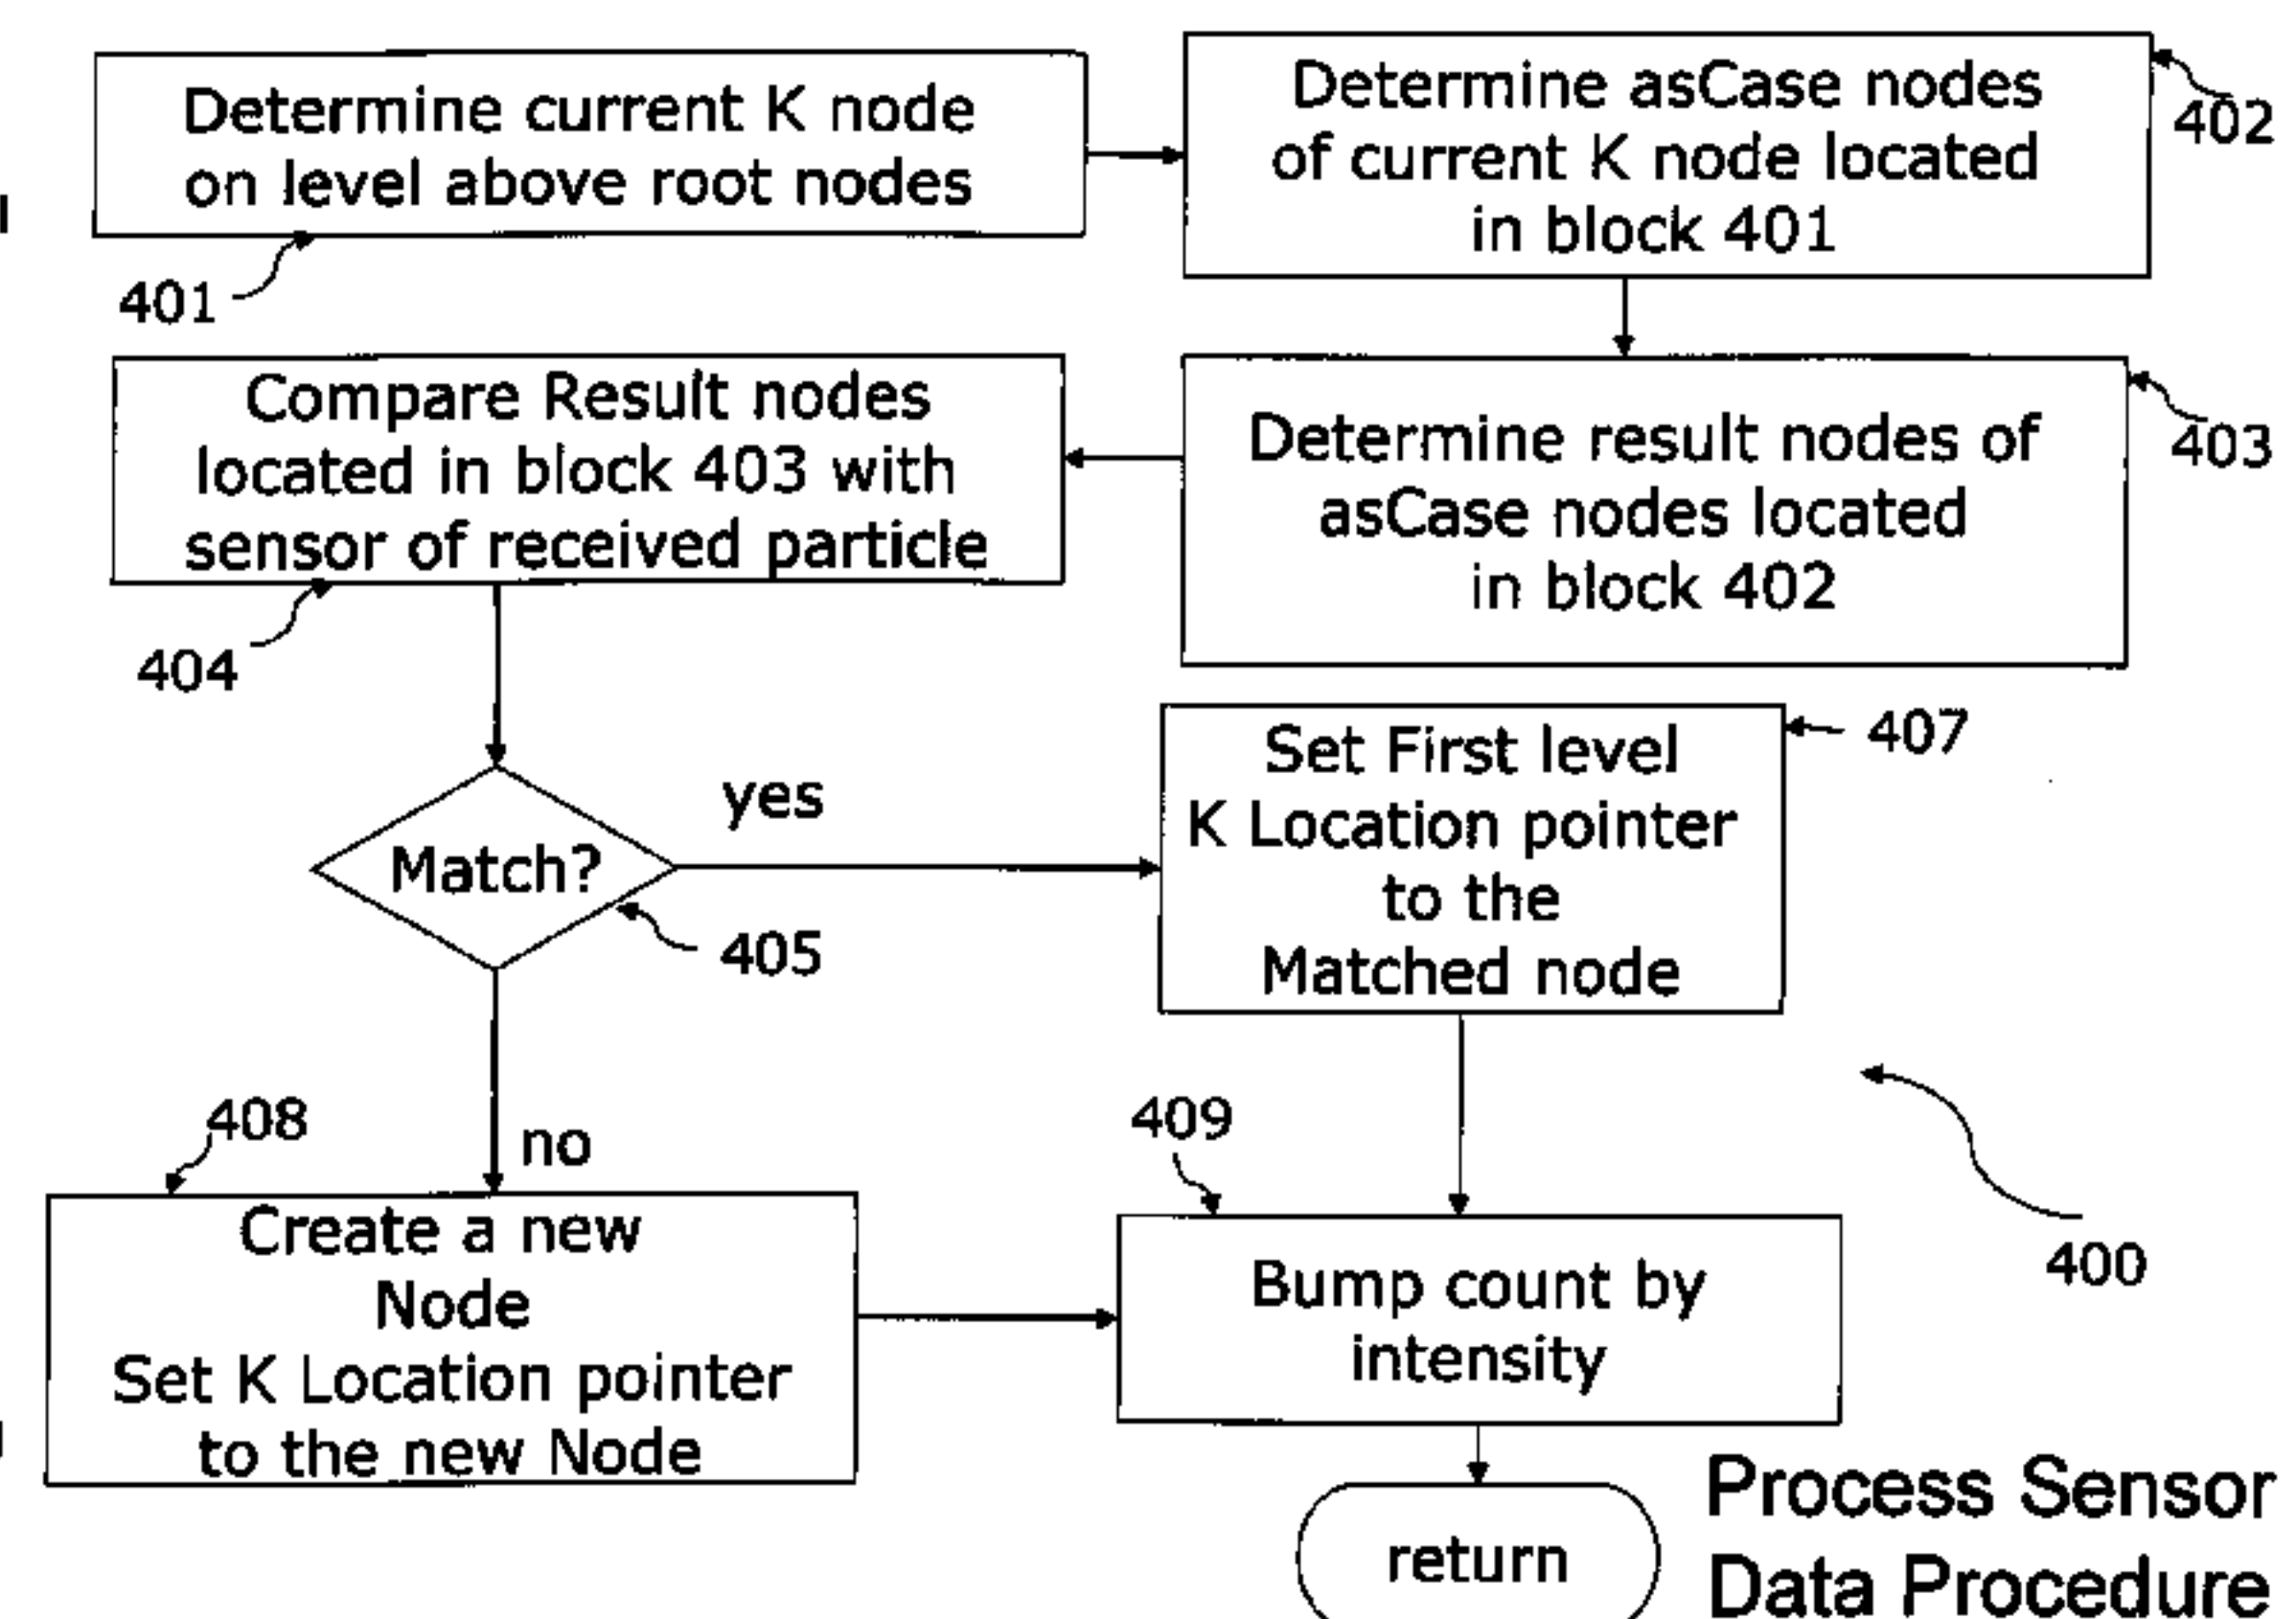 Determine current K node
on level above root nodes
401
Determine asCase nodes
of current K node located
in block 401
402
Determine result nodes of
asCase nodes located
in block 402
403
Compare Result nodes
located in block 403 with
sensor of received particle
404
Match?
405
yes
no
Set First level
K Location pointer
to the
Matched node
407
408
Create a new
Node
Set K Location pointer
to the new Node
409
Bump count by
intensity
400
return
Process Sensor
Data Procedure